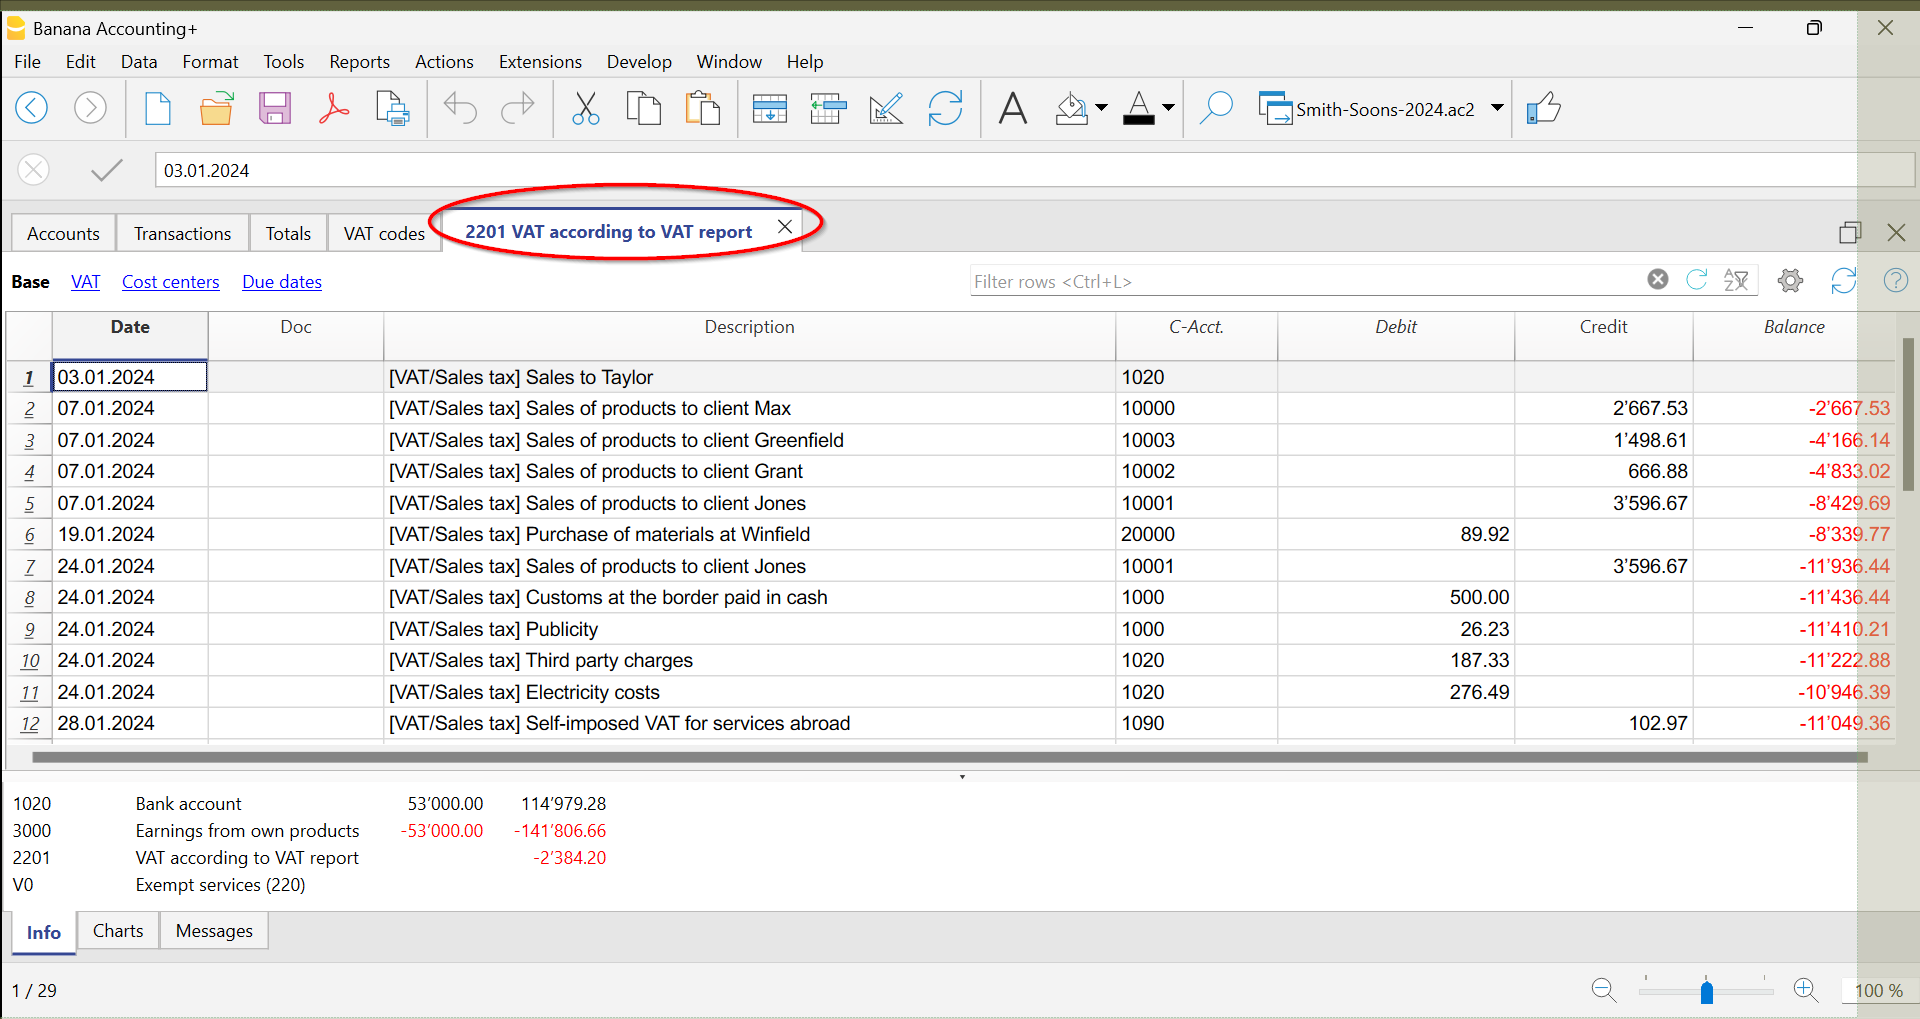 Banana Accounting+
File Edit Data Format Tools Reports Actions Extensions Develop Window Help
Smith-Soons-2024.ac2
03.01.2024
Accounts Transactions Totals VAT codes 2201 VAT according to VAT report
Base VAT Cost centers Due dates Filter rows <Ctrl+L>
Date Doc Description C-Acct. Debit Credit Balance
1 03.01.2024 [VAT/Sales tax] Sales to Taylor 1020
2 07.01.2024 [VAT/Sales tax] Sales of products to client Max 10000 2’667.53 -2’667.53
3 07.01.2024 [VAT/Sales tax] Sales of products to client Greenfield 10003 1’498.61 -4’166.14
4 07.01.2024 [VAT/Sales tax] Sales of products to client Grant 10002 666.88 -4’833.02
5 07.01.2024 [VAT/Sales tax] Sales of products to client Jones 10001 3’596.67 -8’429.69
6 19.01.2024 [VAT/Sales tax] Purchase of materials at Winfield 20000 89.92 -8’339.77
7 24.01.2024 [VAT/Sales tax] Sales of products to client Jones 10001 3’596.67 -11’936.44
8 24.01.2024 [VAT/Sales tax] Customs at the border paid in cash 1000 500.00 -11’436.44
9 24.01.2024 [VAT/Sales tax] Publicity 1000 26.23 -11’410.21
10 24.01.2024 [VAT/Sales tax] Third party charges 1020 187.33 -11’222.88
11 24.01.2024 [VAT/Sales tax] Electricity costs 1020 276.49 -10’946.39
12 28.01.2024 [VAT/Sales tax] Self-imposed VAT for services abroad 1090 102.97 -11’049.36
1020 Bank account 53’000.00 114’979.28
3000 Earnings from own products -53’000.00 -141’806.66
2201 VAT according to VAT report -2’384.20
V0 Exempt services (220)
Info Charts Messages
1 / 29 100 %